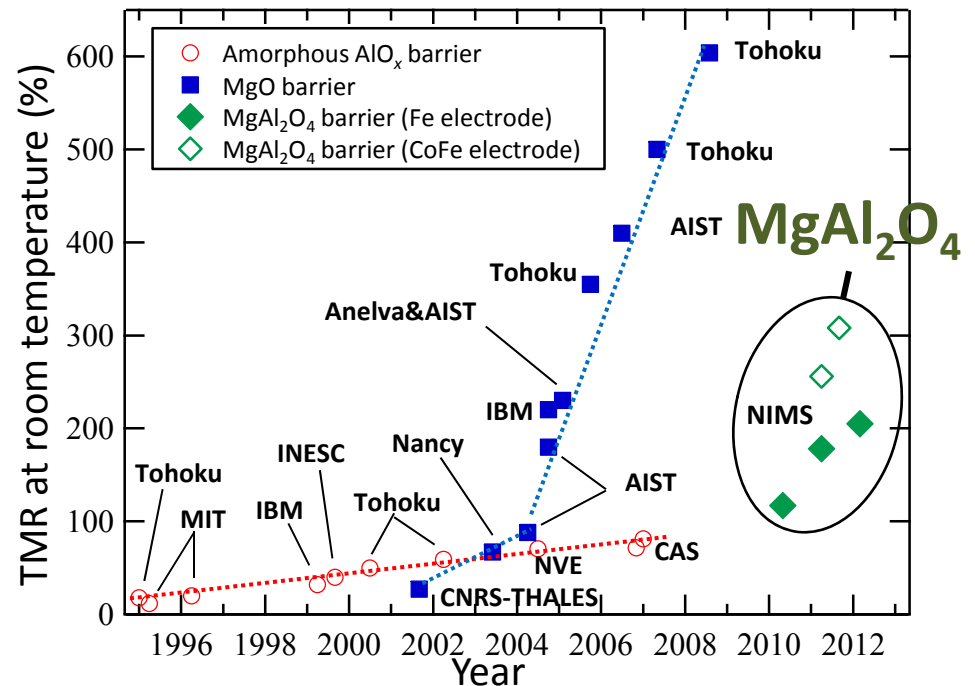 TMR at room temperature (%)
600
500
400
300
200
100
0
Amorphous AlOₓ barrier
MgO barrier
MgAl₂O₄ barrier (Fe electrode)
MgAl₂O₄ barrier (CoFe electrode)
Tohoku
Tohoku
AIST
MgAl₂O₄
Tohoku
Anelva&AIST
IBM
NIMS
Nancy
INESC
Tohoku
Tohoku
AIST
MIT
IBM
NVE
CAS
CNRS-THALES
1996 1998 2000 2002 2004 2006 2008 2010 2012
Year